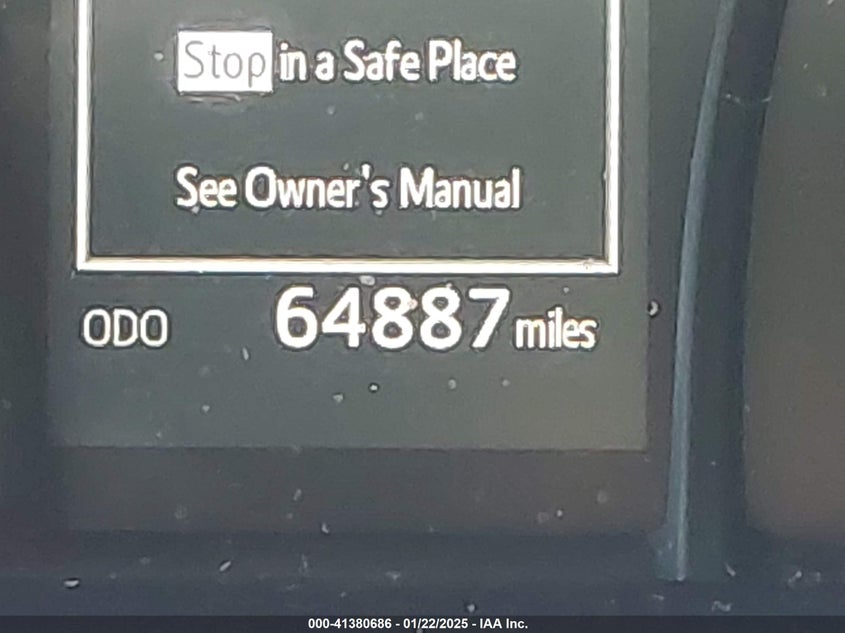 Stop in a Safe Place
See Owner's Manual
ODO 64887 miles
000-41380686 - 01/22/2025 - IAA Inc.